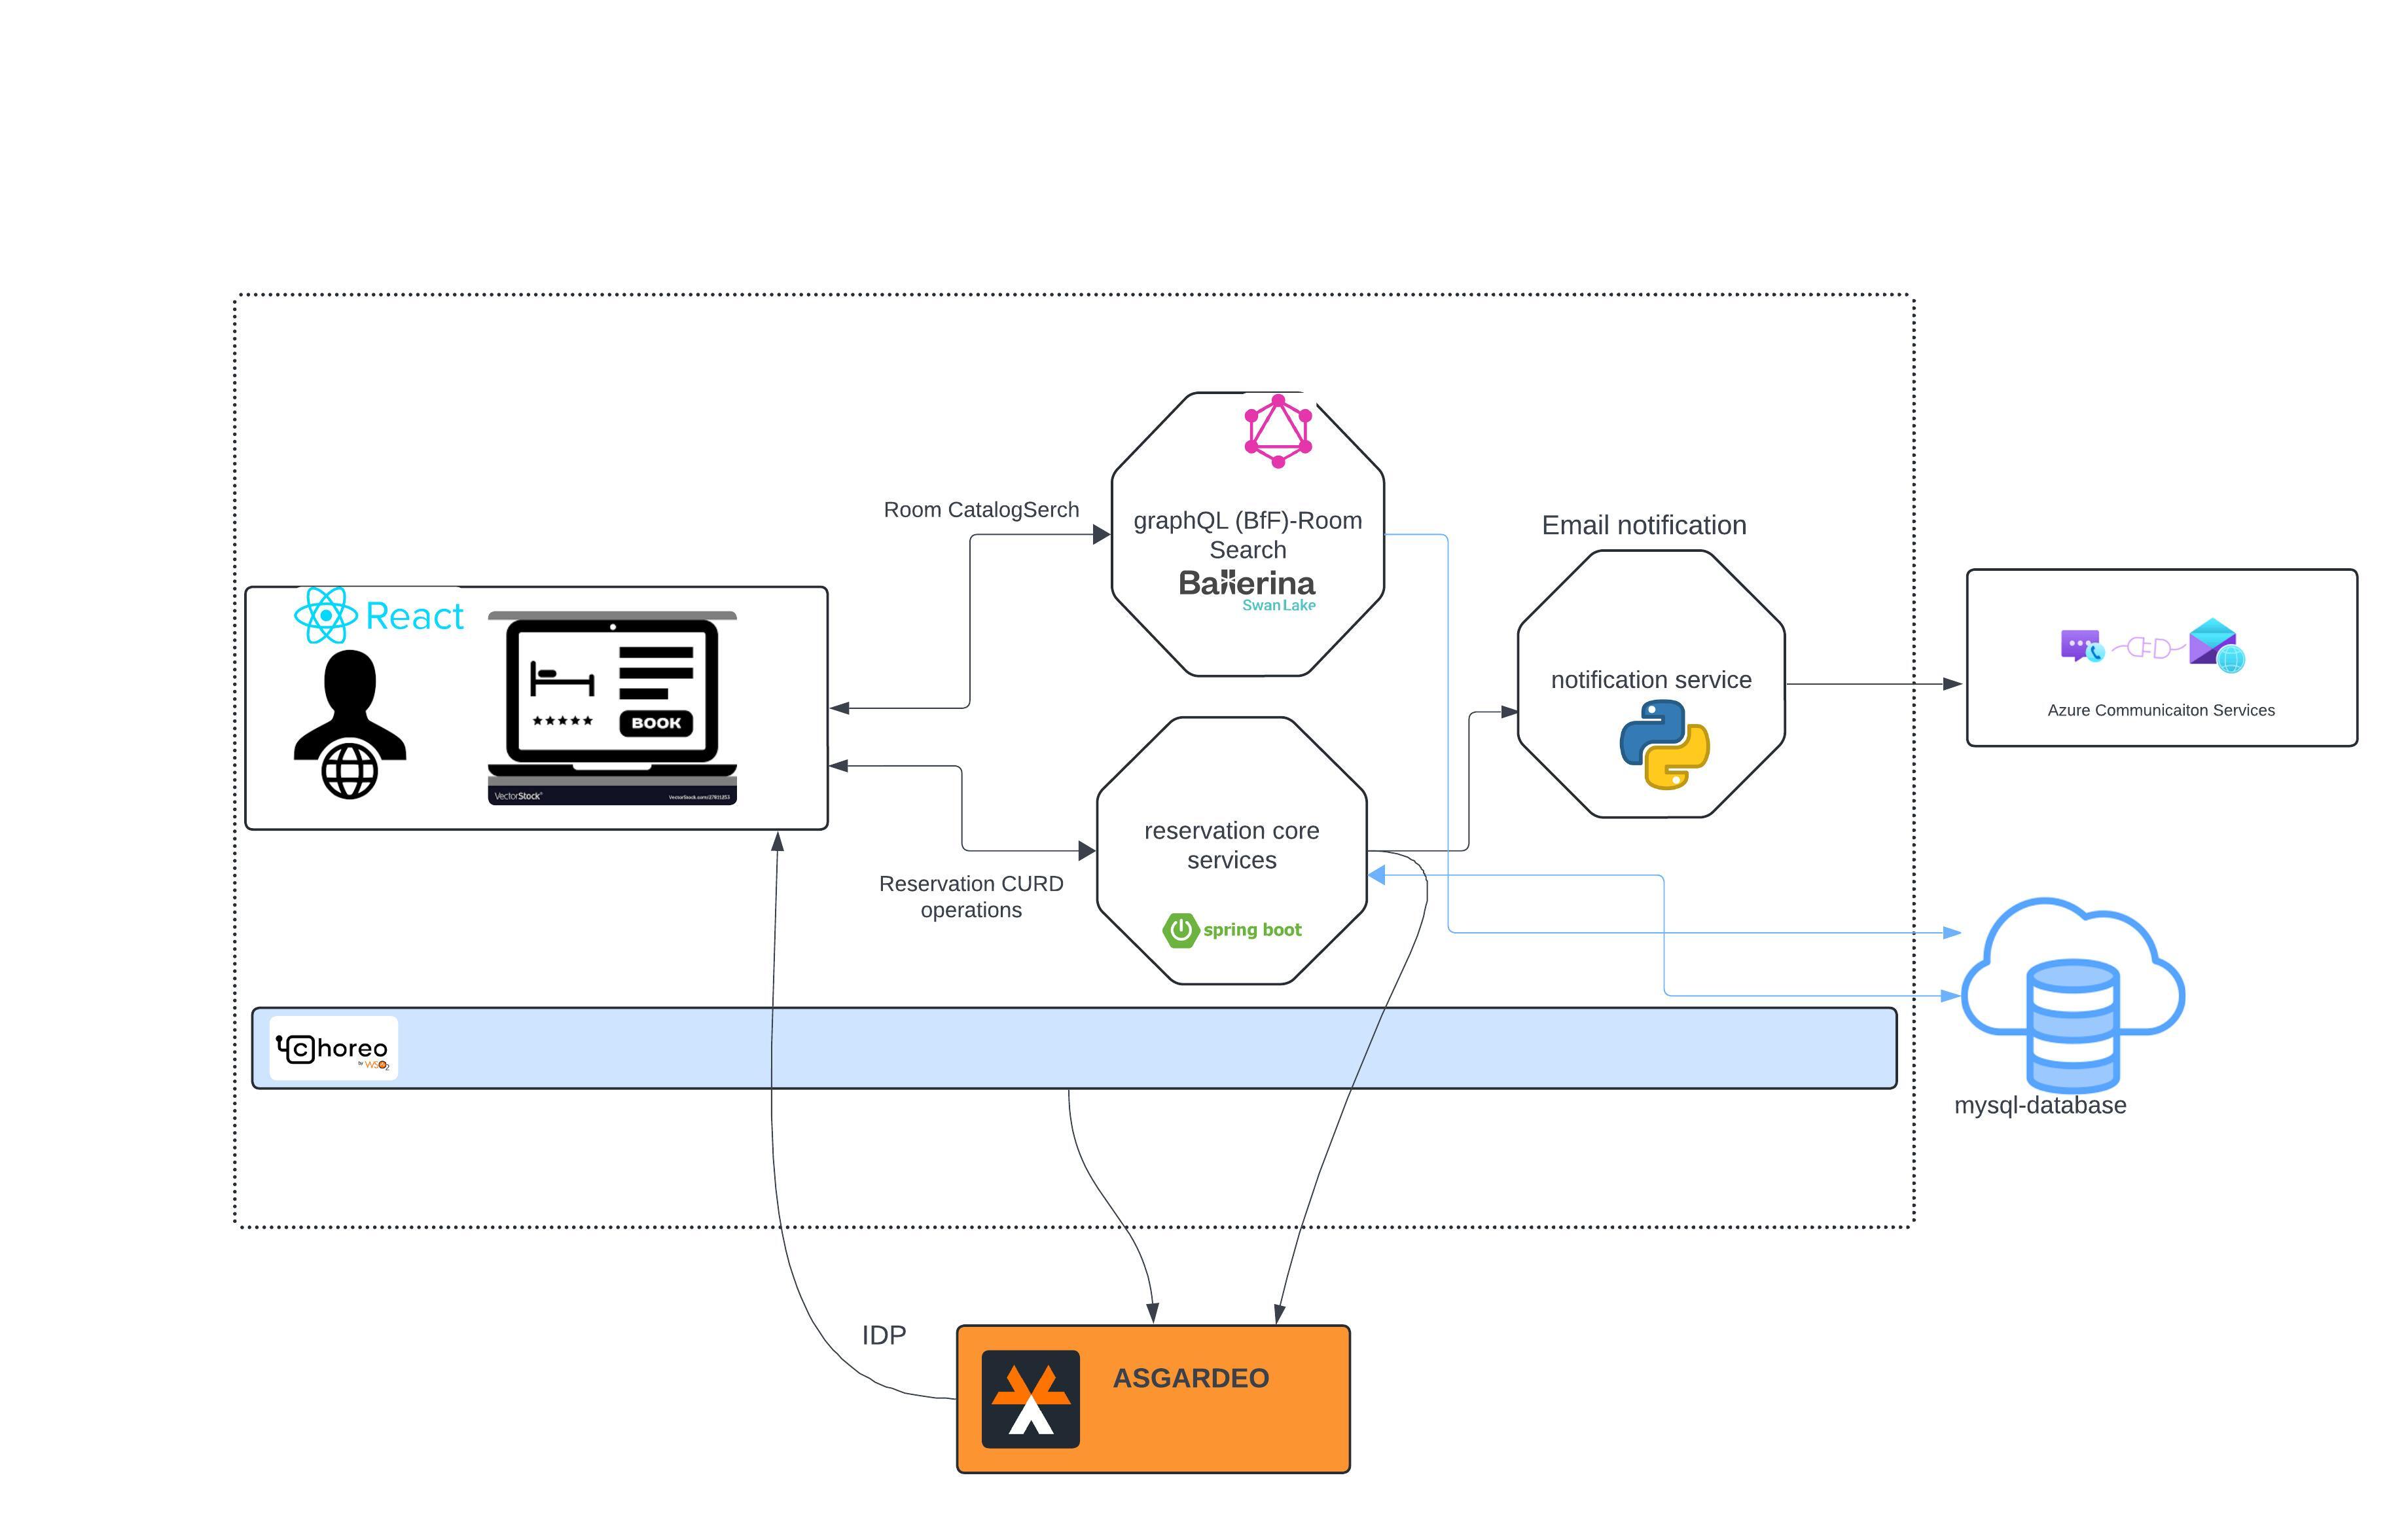 Room CatalogSerch
graphQL (BfF)-Room
Search
Ballerina
Swan Lake
Email notification
React
BOOK
VectorStock®
VectorStock.com/27811253
notification service
Azure Communicaiton Services
reservation core
services
spring boot
Reservation CURD
operations
choreo
by WSO2
mysql-database
IDP
ASGARDEO